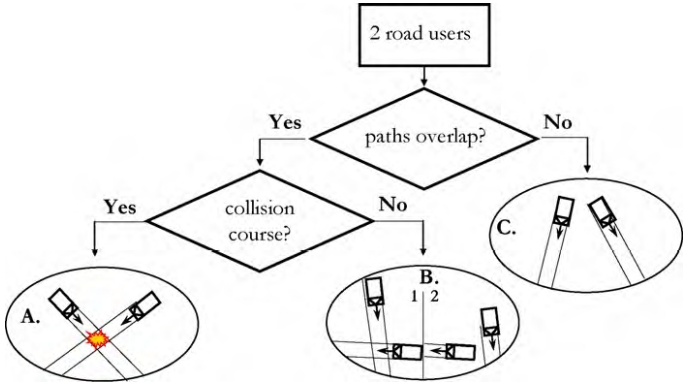 2 road users
Yes
paths overlap?
No
Yes
collision
course?
No
C.
A.
B.
1 2